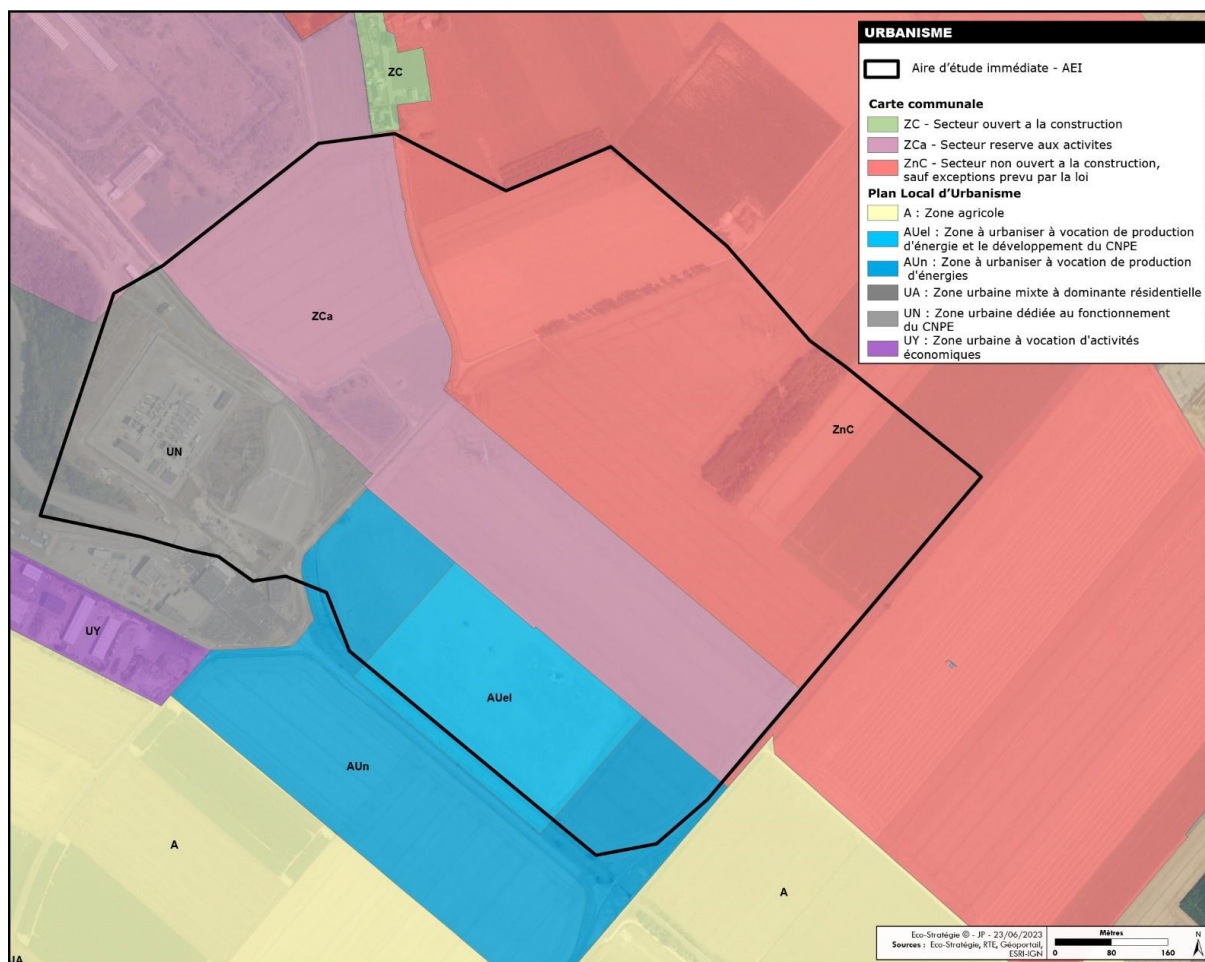 URBANISME
Aire d'étude immédiate - AEI
Carte communale
ZC - Secteur ouvert a la construction
ZCa - Secteur reserve aux activites
ZnC - Secteur non ouvert a la construction,
sauf exceptions prevu par la loi
Plan Local d'Urbanisme
A : Zone agricole
AUel : Zone à urbaniser à vocation de production
d'énergie et le développement du CNPE
AUn : Zone à urbaniser à vocation de production
d'énergies
UA : Zone urbaine mixte à dominante résidentielle
UN : Zone urbaine dédiée au fonctionnement
du CNPE
UY : Zone urbaine à vocation d'activités
économiques
ZC
ZCa
ZnC
UN
UY
AUel
AUn
A
A
UA
Eco-Stratégie © - JP - 23/06/2023
Sources : Eco-Stratégie, RTE, Géoportail,
ESRI-IGN
Mètres
0 80 160
N